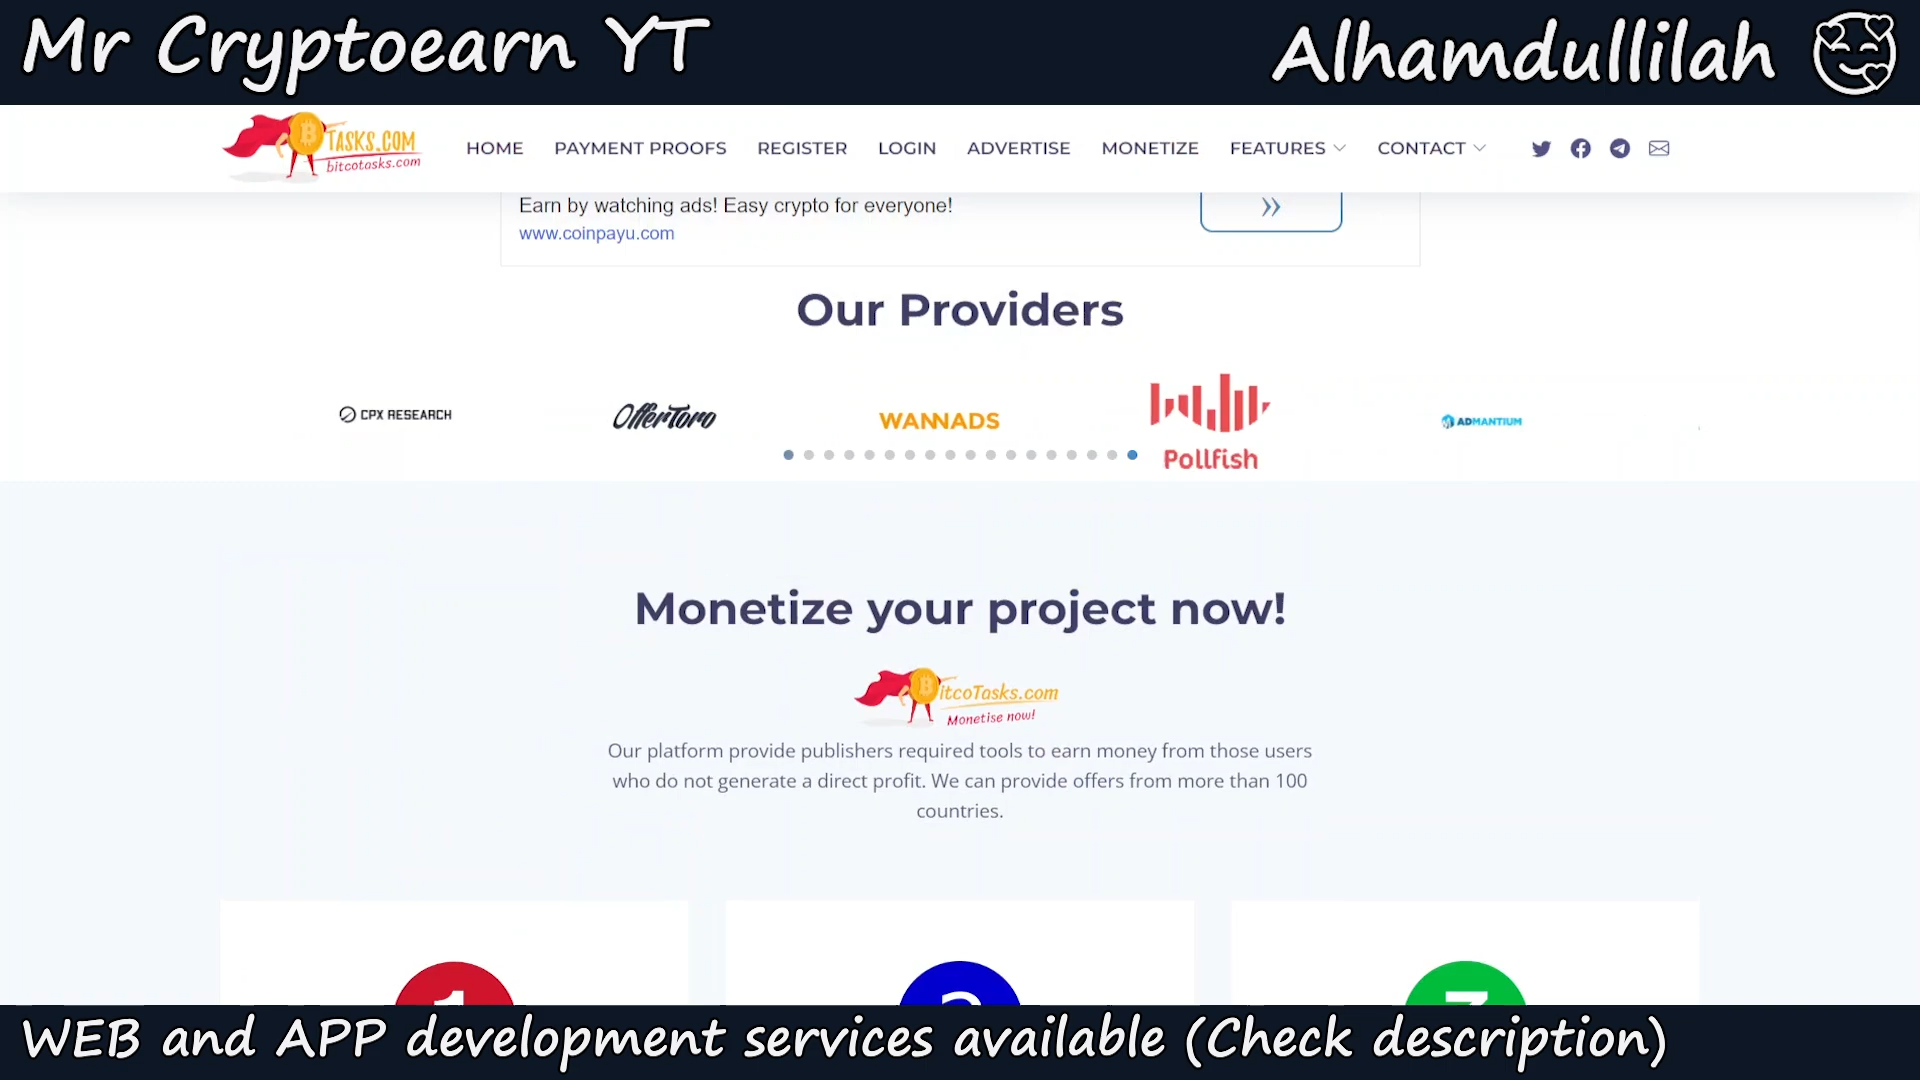 Mr Cryptoearn YT
Alhamdullilah
TASKS.COM
bitcotasks.com
HOME
PAYMENT PROOFS
REGISTER
LOGIN
ADVERTISE
MONETIZE
FEATURES
CONTACT
Earn by watching ads! Easy crypto for everyone!
www.coinpayu.com
Our Providers
CPX RESEARCH
OfferToro
WANNADS
Pollfish
ADMANTIUM
Monetize your project now!
BitcoTasks.com
Monetise now!
Our platform provide publishers required tools to earn money from those users
who do not generate a direct profit. We can provide offers from more than 100
countries.
1
2
3
WEB and APP development services available (Check description)